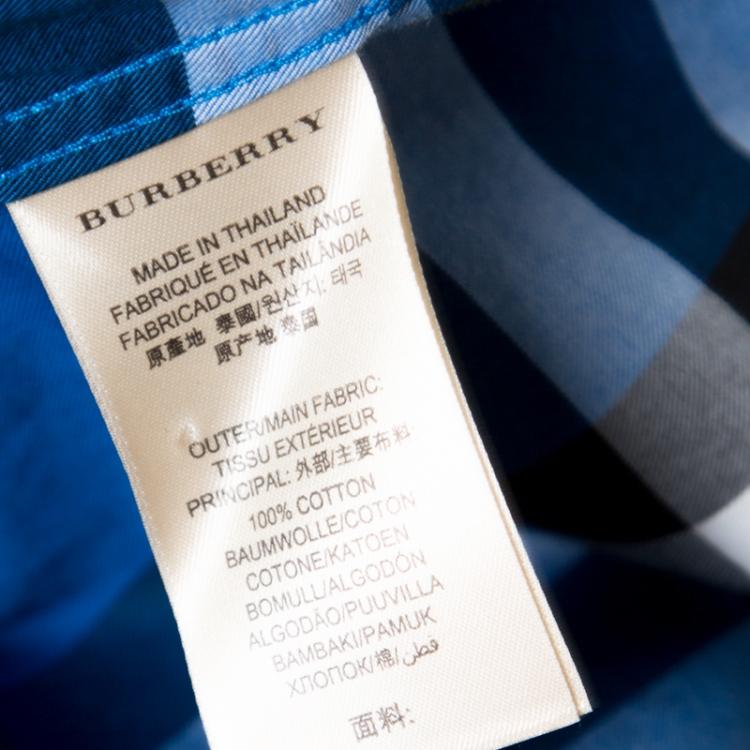 BURBERRY
MADE IN THAILAND
FABRIQUÉ EN THAÏLANDE
FABRICADO NA TAILÂNDIA
原產地 泰國/원산지: 태국
原产地 泰国
OUTER/MAIN FABRIC:
TISSU EXTÉRIEUR
PRINCIPAL: 外部/主要布料
100% COTTON
BAUMWOLLE/COTON
COTONE/KATOEN
BOMULL/ALGODÓN
ALGODÃO/PUUVILLA
BAMBAKI/PAMUK
ХЛОПОК/棉/قطن
面料: